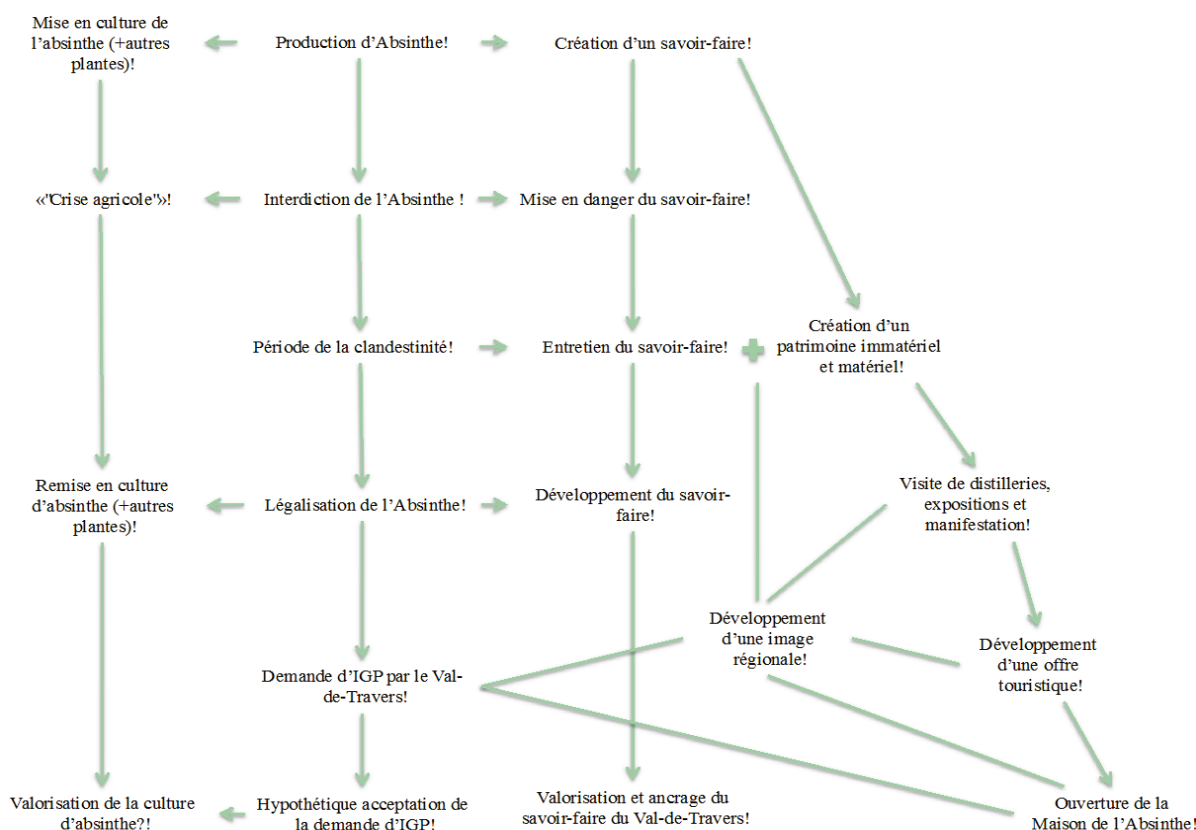 Mise en culture de
l'absinthe (+autres
plantes)!
Production d'Absinthe!
Création d'un savoir-faire!
«"Crise agricole"»!
Interdiction de l'Absinthe !
Mise en danger du savoir-faire!
Période de la clandestinité!
Entretien du savoir-faire!
Création d'un
patrimoine immatériel
et matériel!
Remise en culture
d'absinthe (+autres
plantes)!
Légalisation de l'Absinthe!
Développement du savoir-
faire!
Visite de distilleries,
expositions et
manifestation!
Développement
d'une image
régionale!
Développement
d'une offre
touristique!
Demande d'IGP par le Val-
de-Travers!
Valorisation de la culture
d'absinthe?!
Hypothétique acceptation de
la demande d'IGP!
Valorisation et ancrage du
savoir-faire du Val-de-Travers!
Ouverture de la
Maison de l'Absinthe!